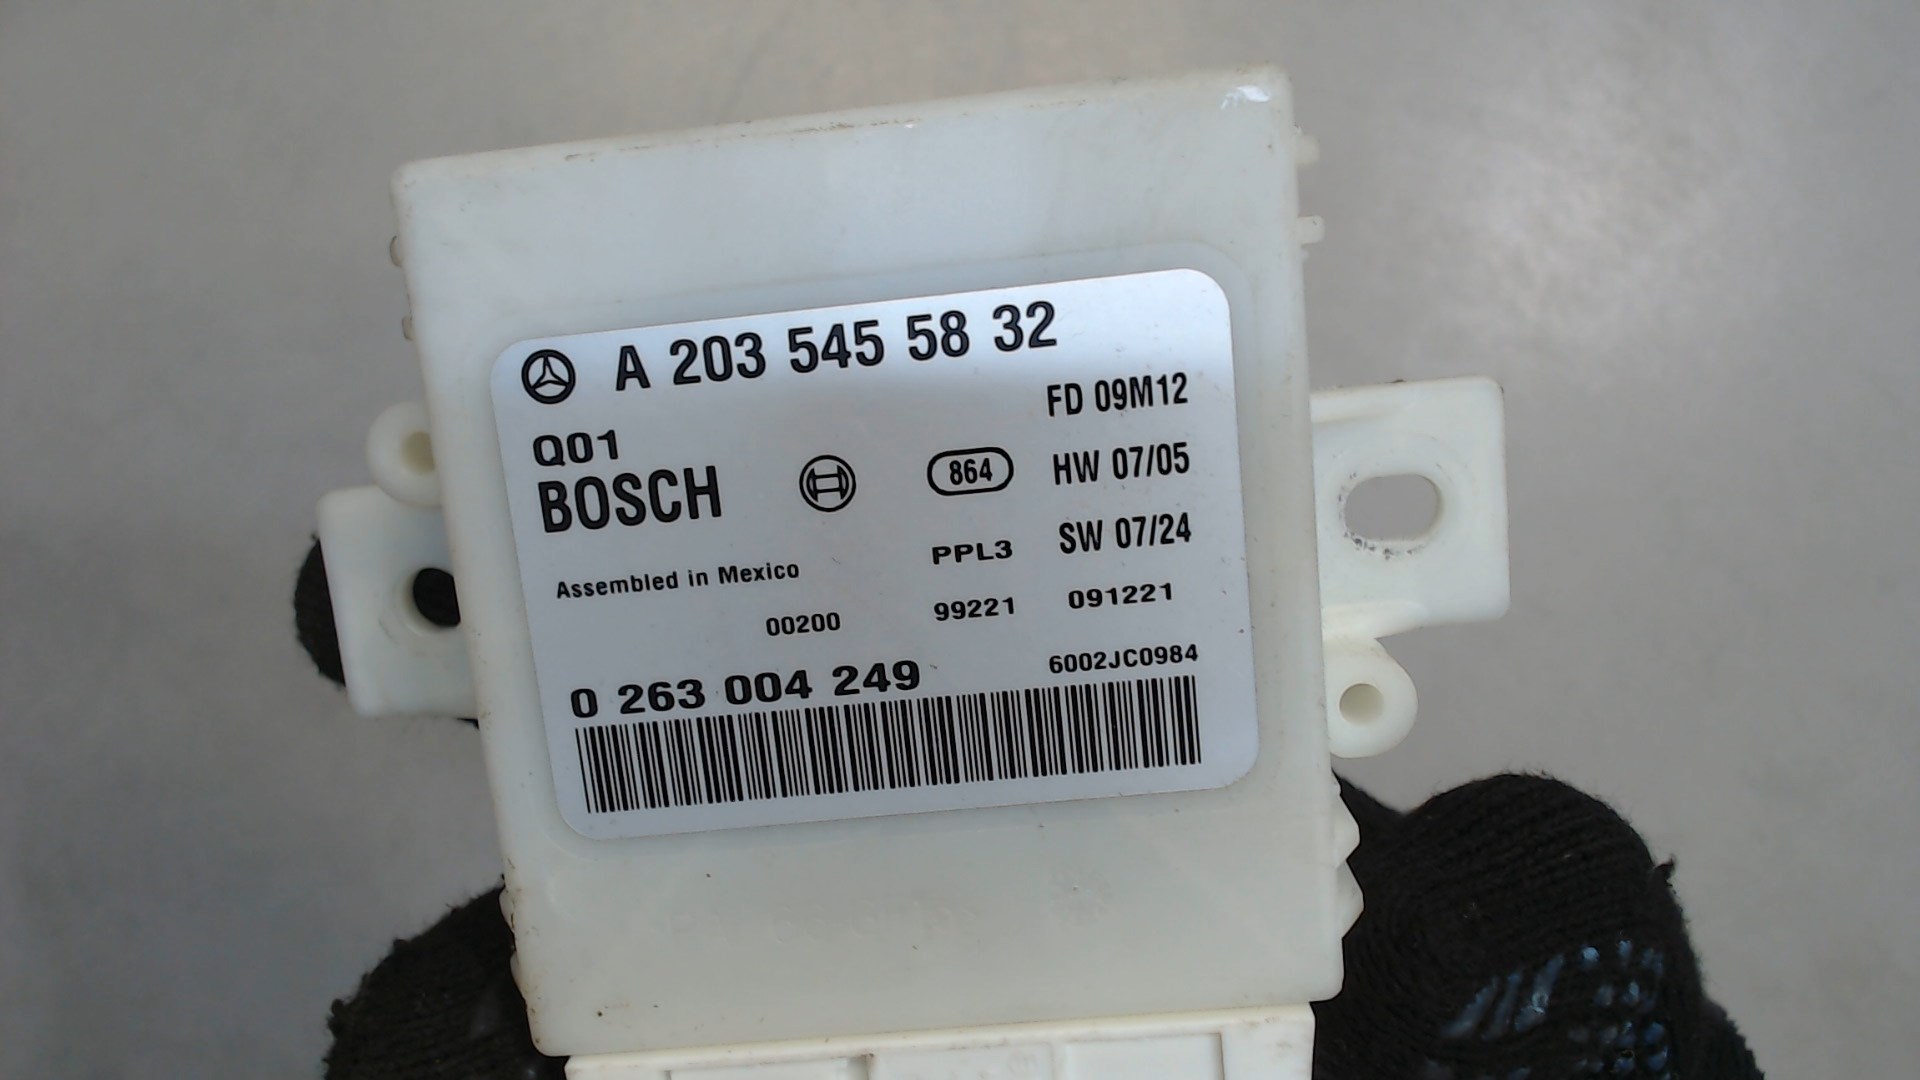 A 203 545 58 32
FD 09M12
Q01
BOSCH
864
HW 07/05
PPL3
SW 07/24
Assembled in Mexico
00200
99221
091221
0 263 004 249
6002JC0984